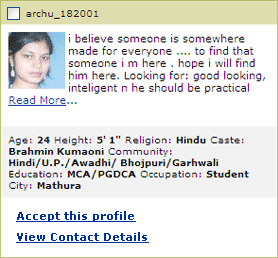 archu_182001
i believe someone is somewhere
made for everyone .... to find that
someone i m here . hope i will find
him here. Looking for: good looking,
inteligent n he should be practical
Read More...
Age: 24 Height: 5' 1" Religion: Hindu Caste:
Brahmin Kumaoni Community:
Hindi/U.P./Awadhi/ Bhojpuri/Garhwali
Education: MCA/PGDCA Occupation: Student
City: Mathura
Accept this profile
View Contact Details